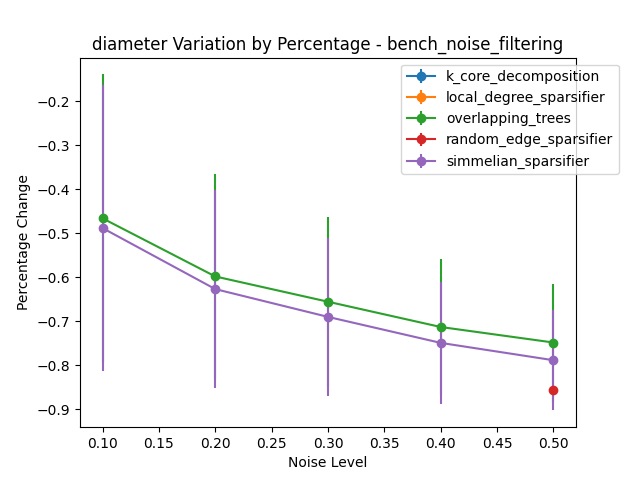 diameter Variation by Percentage - bench_noise_filtering
k_core_decomposition
local_degree_sparsifier
overlapping_trees
random_edge_sparsifier
simmelian_sparsifier
Percentage Change
−0.2
−0.3
−0.4
−0.5
−0.6
−0.7
−0.8
−0.9
0.10 0.15 0.20 0.25 0.30 0.35 0.40 0.45 0.50
Noise Level